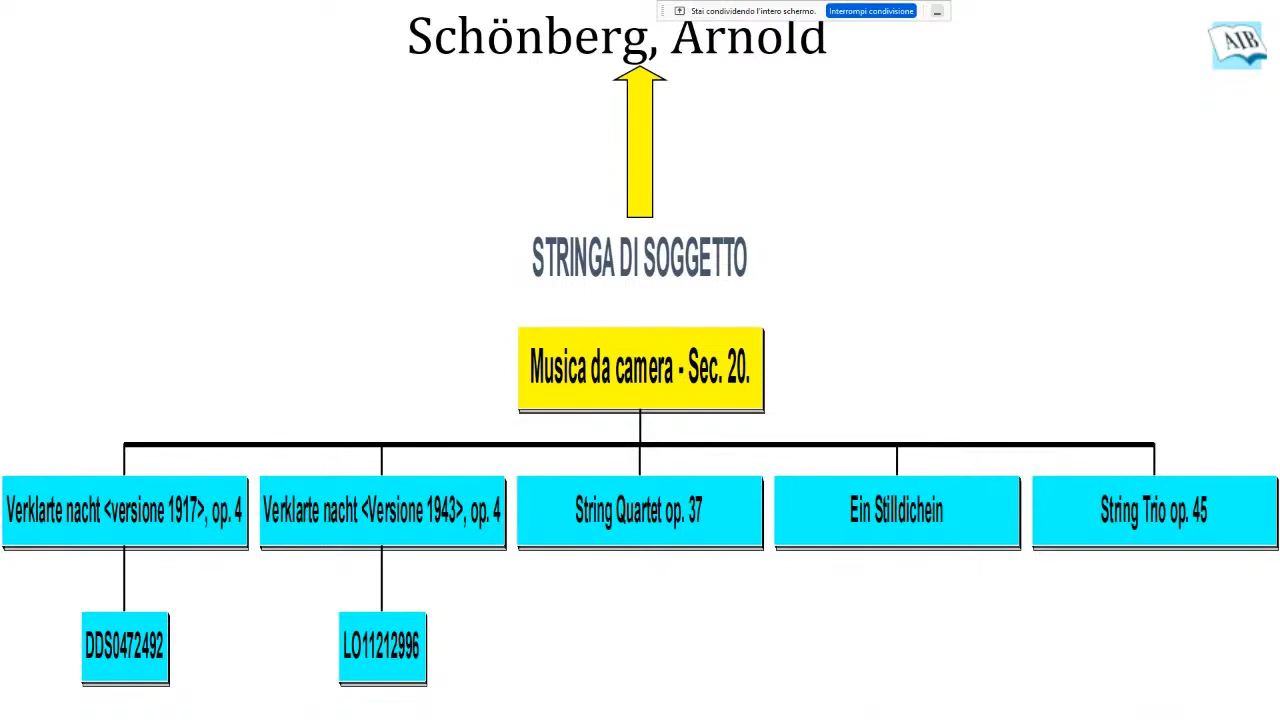 Stai condividendo l'intero schermo. Interrompi condivisione
Schönberg, Arnold
AIB
STRINGA DI SOGGETTO
Musica da camera - Sec. 20.
Verklarte nacht <versione 1917>, op. 4
Verklarte nacht <Versione 1943>, op. 4
String Quartet op. 37
Ein Stilldichein
String Trio op. 45
DDS0472492
LO11212996